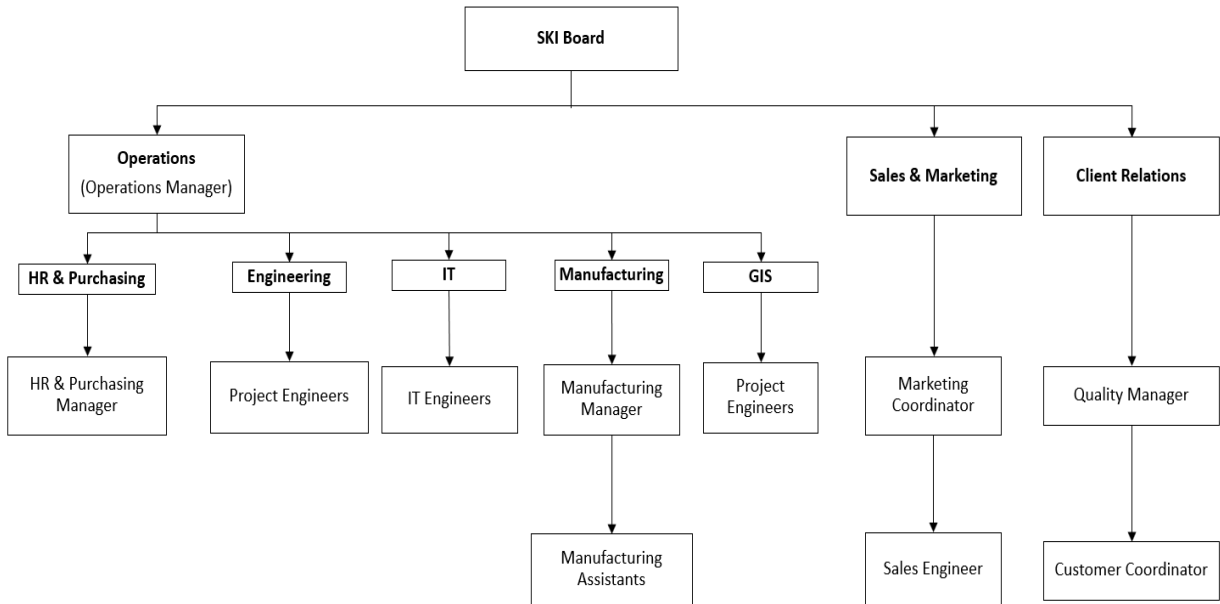 SKI Board
Operations
(Operations Manager)
Sales & Marketing
Client Relations
HR & Purchasing
Engineering
IT
Manufacturing
GIS
HR & Purchasing
Manager
Project Engineers
IT Engineers
Manufacturing
Manager
Project
Engineers
Marketing
Coordinator
Quality Manager
Manufacturing
Assistants
Sales Engineer
Customer Coordinator